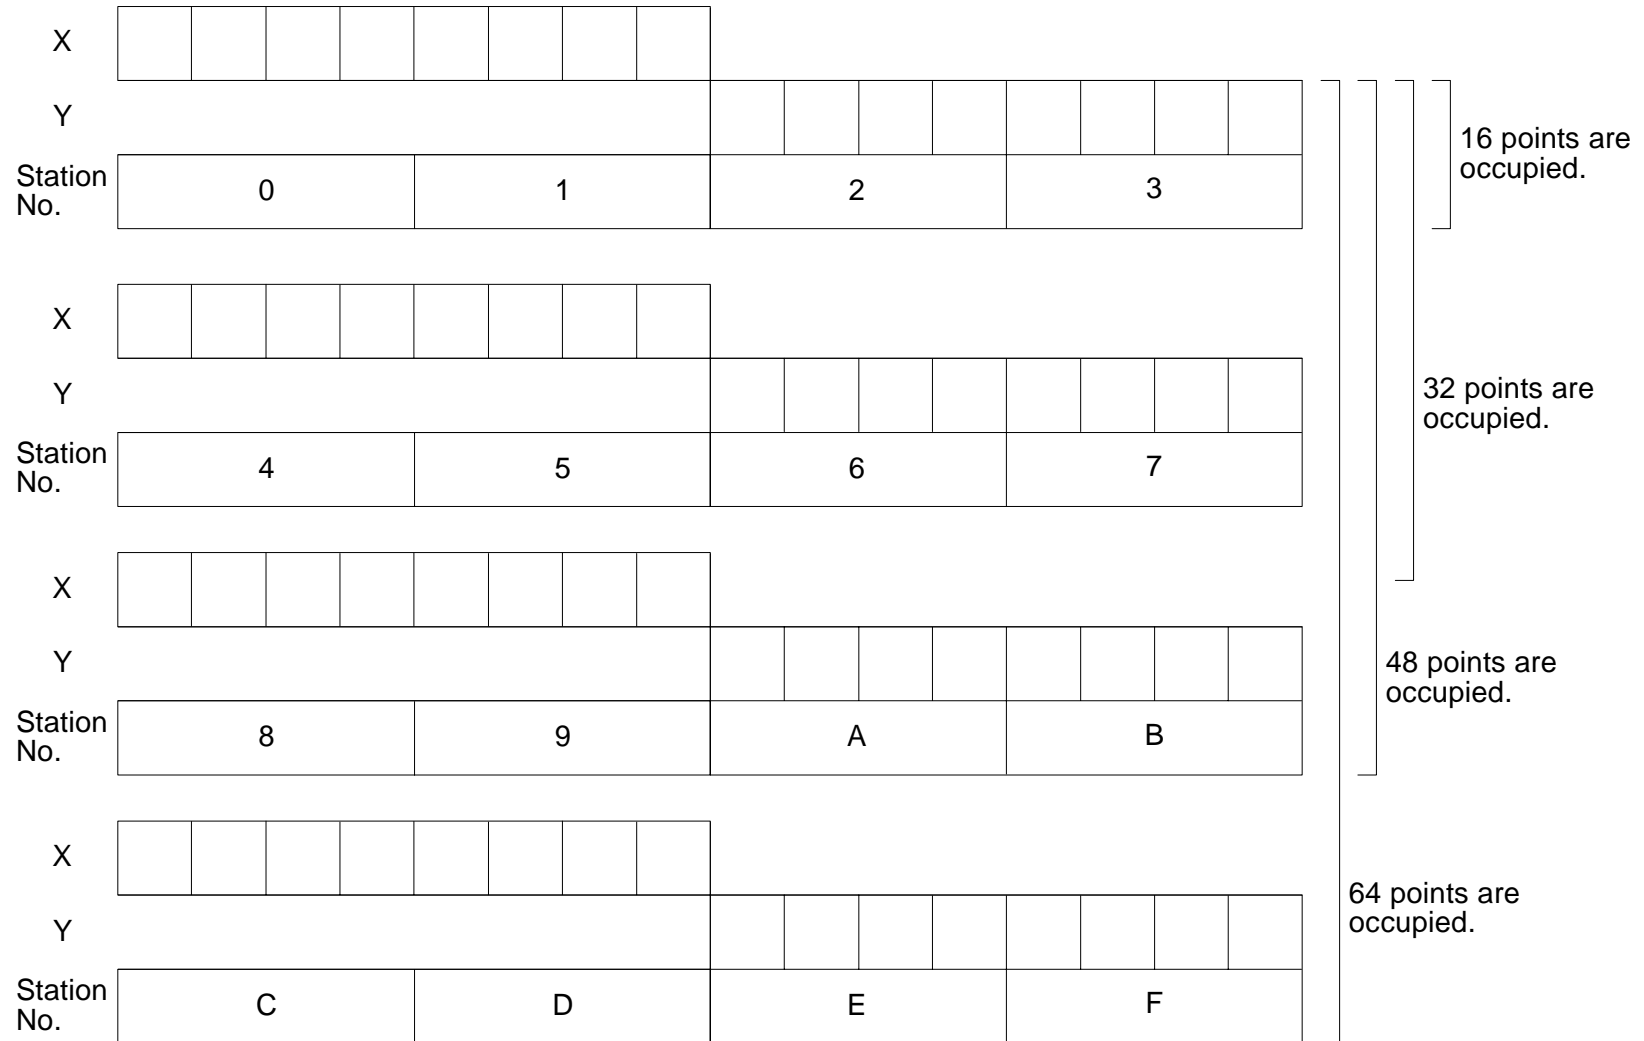 X
Y
Station
No.
0 1 2 3
16 points are
occupied.
X
Y
Station
No.
4 5 6 7
32 points are
occupied.
X
Y
Station
No.
8 9 A B
48 points are
occupied.
X
Y
Station
No.
C D E F
64 points are
occupied.